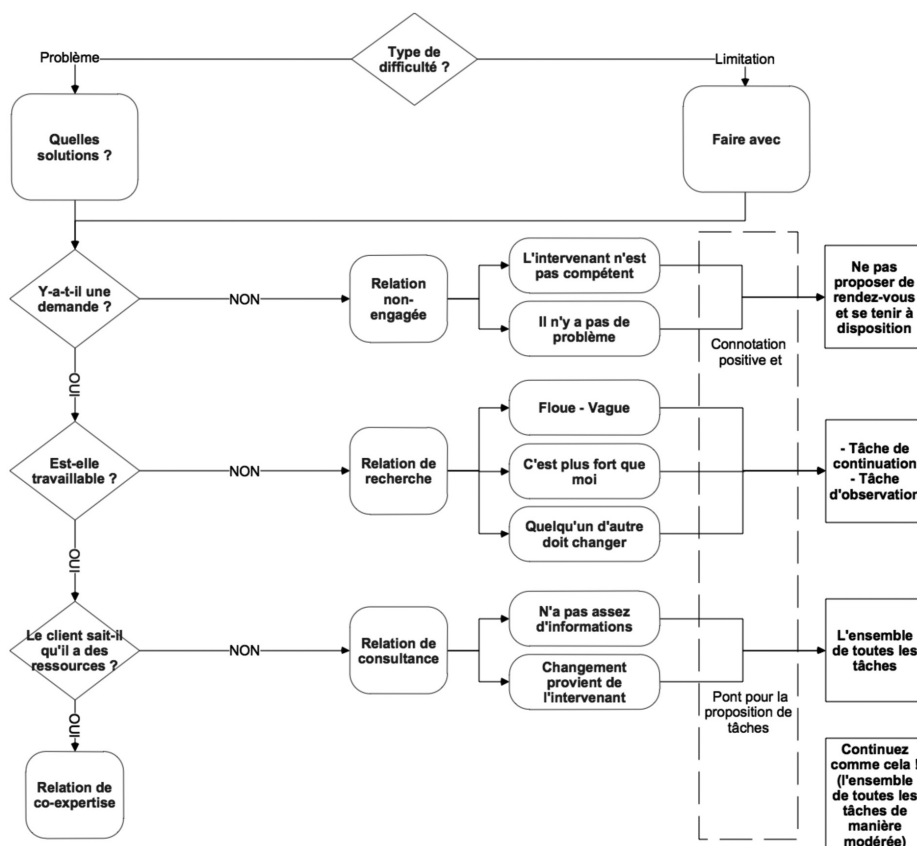 Problème
Type de
difficulté ?
Limitation
Quelles
solutions ?
Faire avec
Y-a-t-il une
demande ?
NON
Relation
non-
engagée
L'intervenant n'est
pas compétent
Il n'y a pas de
problème
Connotation
positive et
Ne pas
proposer de
rendez-vous
et se tenir à
disposition
OUI
Est-elle
travaillable ?
NON
Relation de
recherche
Floue - Vague
C'est plus fort que
moi
Quelqu'un d'autre
doit changer
- Tâche de
continuation
- Tâche
d'observation
OUI
Le client sait-il
qu'il a des
ressources ?
NON
Relation de
consultance
N'a pas assez
d'informations
Changement
provient de
l'intervenant
Pont pour la
proposition de
tâches
L'ensemble
de toutes les
tâches
OUI
Relation de
co-expertise
Continuez
comme cela !
(l'ensemble
de toutes les
tâches de
manière
modérée)